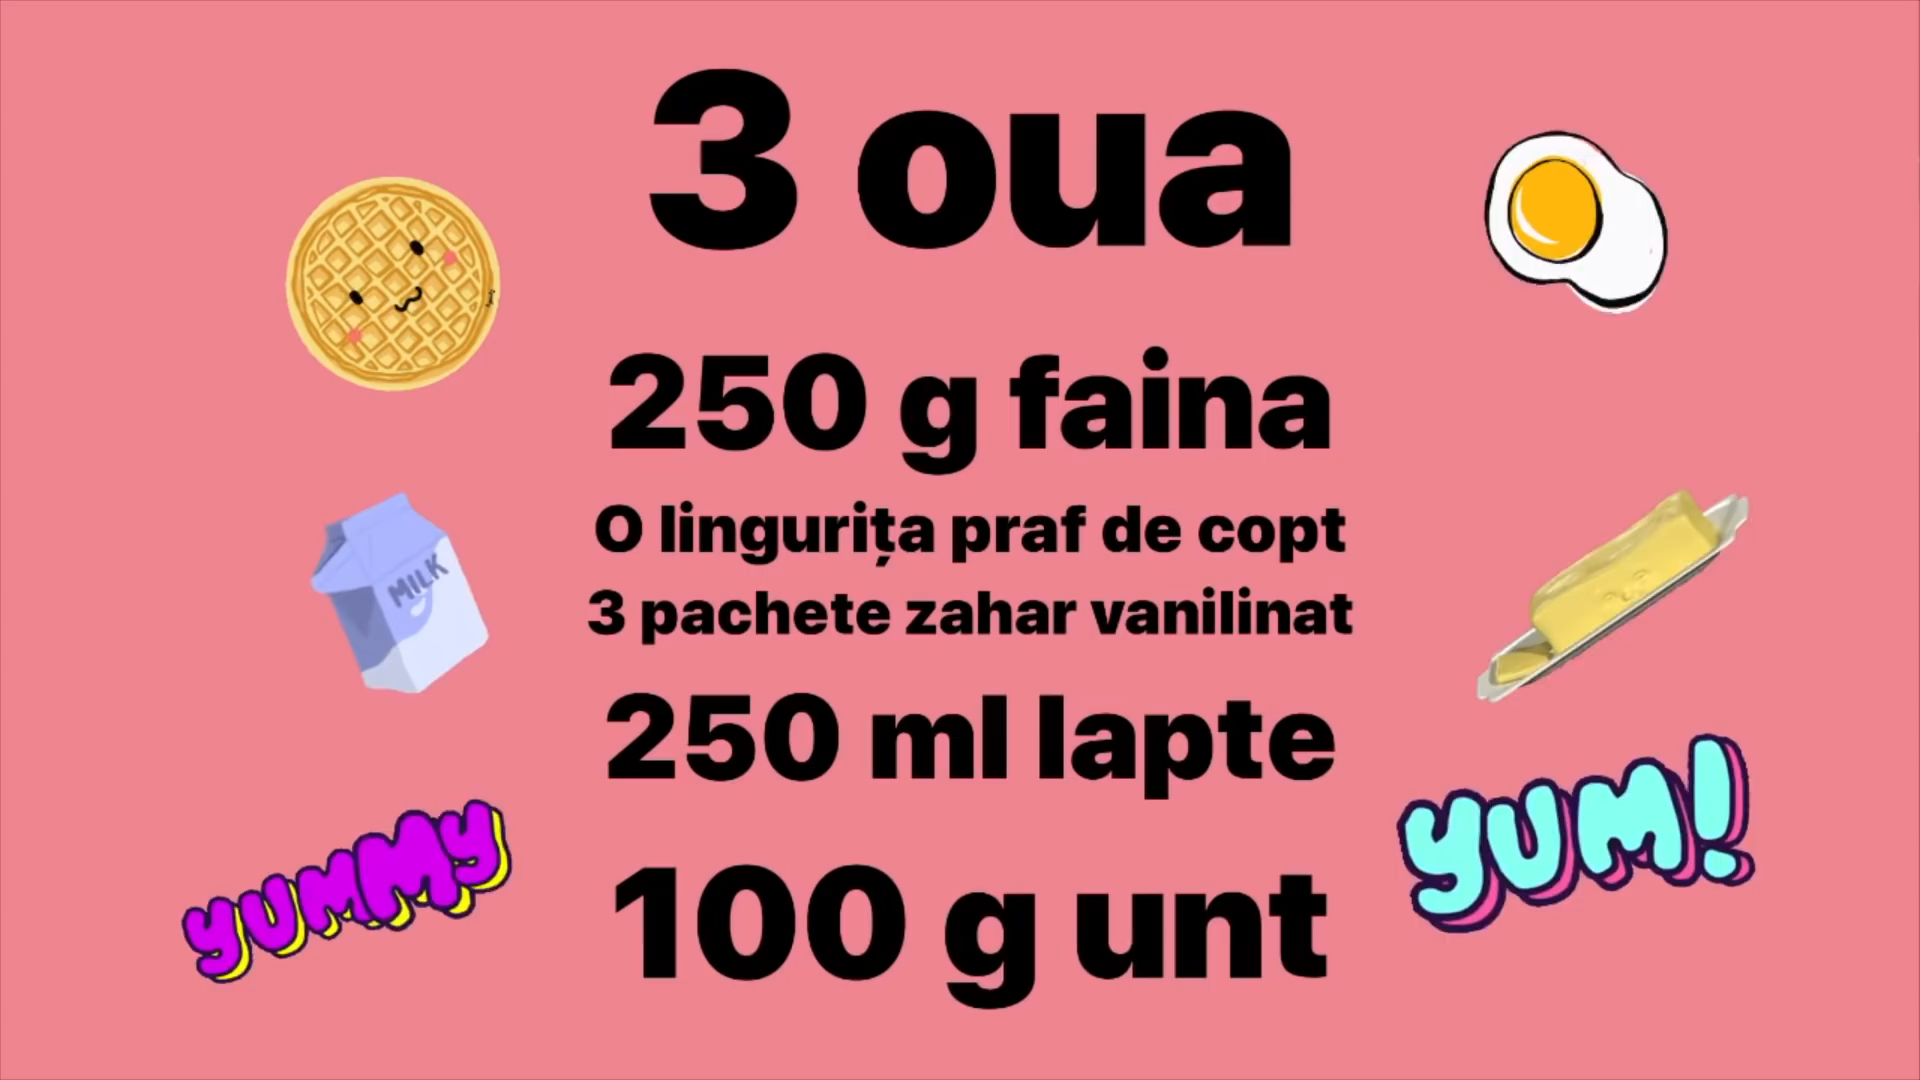 3 oua
250 g faina
O lingurița praf de copt
3 pachete zahar vanilinat
250 ml lapte
100 g unt
MILK
YUMMY
YUM!